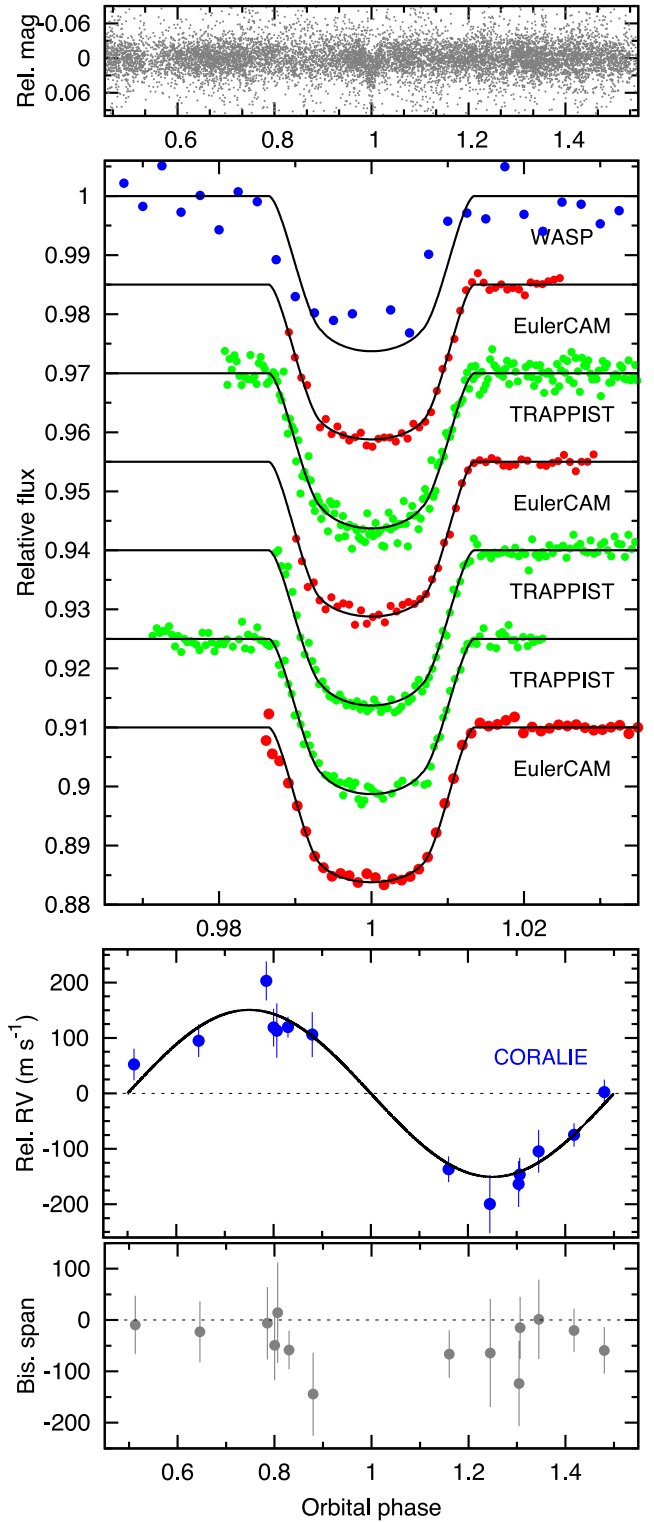 Rel. mag
-0.06
0
0.06
0.6 0.8 1 1.2 1.4
Relative flux
1
0.99
0.98
0.97
0.96
0.95
0.94
0.93
0.92
0.91
0.9
0.89
0.88
WASP
EulerCAM
TRAPPIST
EulerCAM
TRAPPIST
TRAPPIST
EulerCAM
0.98 1 1.02
Rel. RV (m s⁻¹)
200
100
0
-100
-200
CORALIE
Bis. span
100
0
-100
-200
0.6 0.8 1 1.2 1.4
Orbital phase